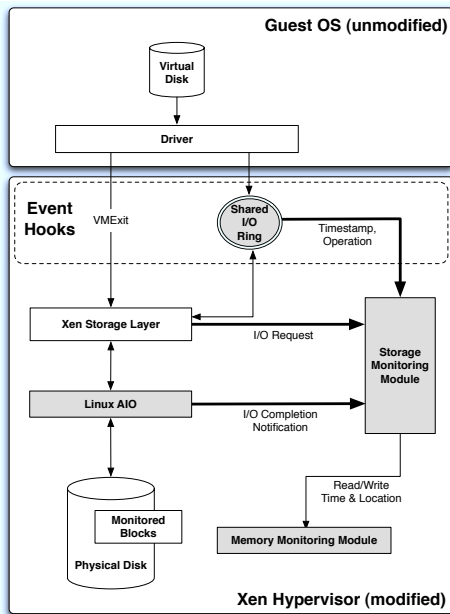 Guest OS (unmodified)
Virtual
Disk
Driver
Event
Hooks
VMExit
Shared
I/O
Ring
Timestamp,
Operation
Xen Storage Layer
I/O Request
Storage
Monitoring
Module
Linux AIO
I/O Completion
Notification
Read/Write
Time & Location
Monitored
Blocks
Physical Disk
Memory Monitoring Module
Xen Hypervisor (modified)